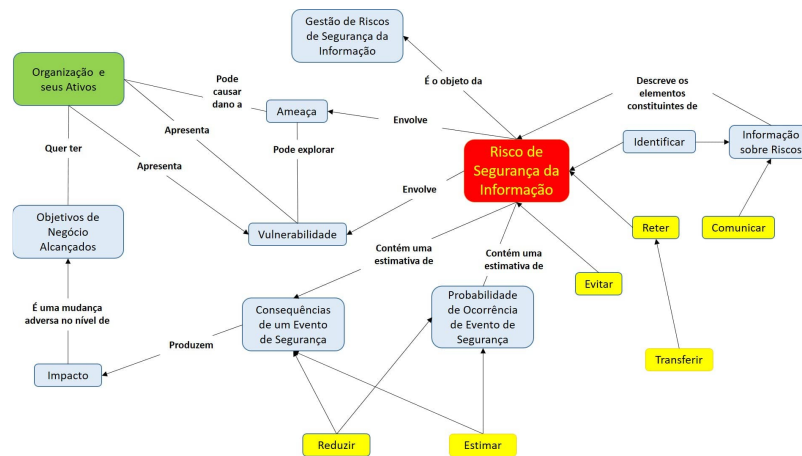 Gestão de Riscos
de Segurança da
Informação
Organização e
seus Ativos
Pode
causar
dano a
É o objeto da
Descreve os
elementos
constituintes de
Ameaça
Envolve
Apresenta
Quer ter
Pode explorar
Apresenta
Risco de
Segurança da
Informação
Identificar
Informação
sobre Riscos
Envolve
Objetivos de
Negócio
Alcançados
Vulnerabilidade
Reter
Comunicar
Contém uma
estimativa de
Contém uma
estimativa de
Evitar
É uma mudança
adversa no nível de
Consequências
de um Evento
de Segurança
Probabilidade
de Ocorrência
de Evento de
Segurança
Produzem
Impacto
Transferir
Reduzir
Estimar